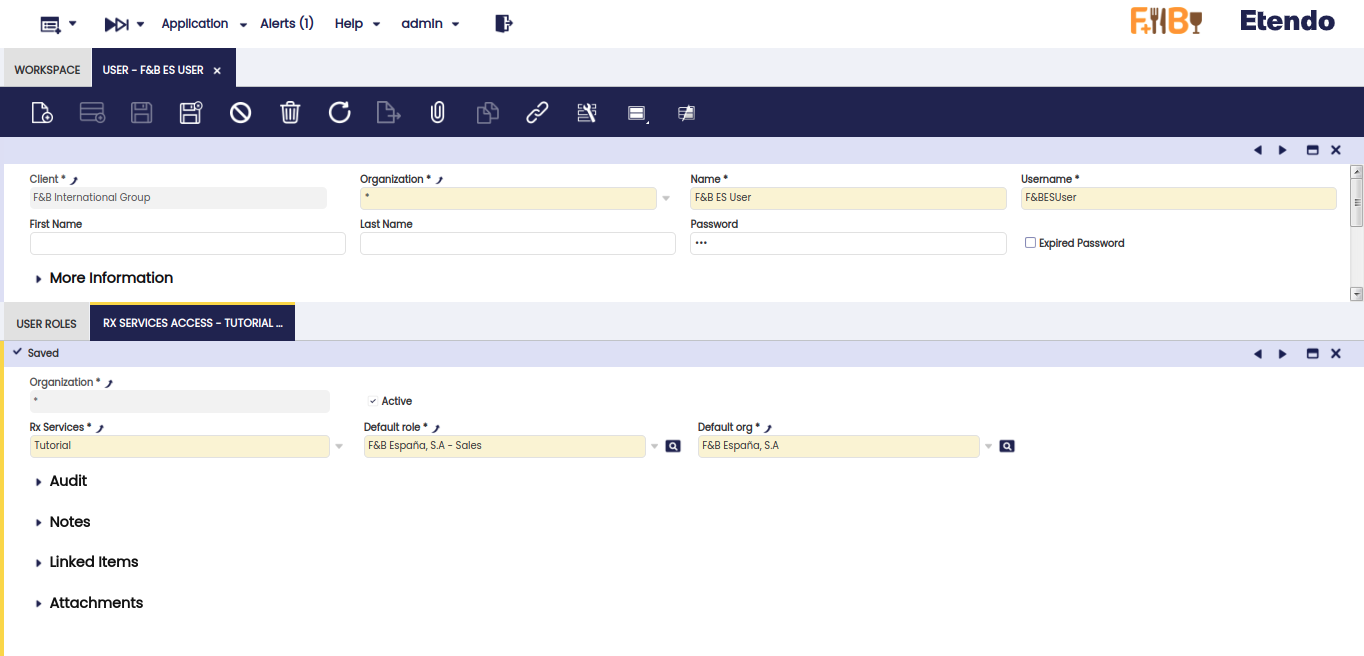 Application Alerts (1) Help admin F&B Etendo
WORKSPACE USER - F&B ES USER
Client * Organization * Name * Username *
F&B International Group * F&B ES User F&BESUser
First Name Last Name Password
••• Expired Password
More Information
USER ROLES RX SERVICES ACCESS - TUTORIAL ...
Saved
Organization *
* Active
Rx Services * Default role * Default org *
Tutorial F&B España, S.A - Sales F&B España, S.A
Audit
Notes
Linked Items
Attachments